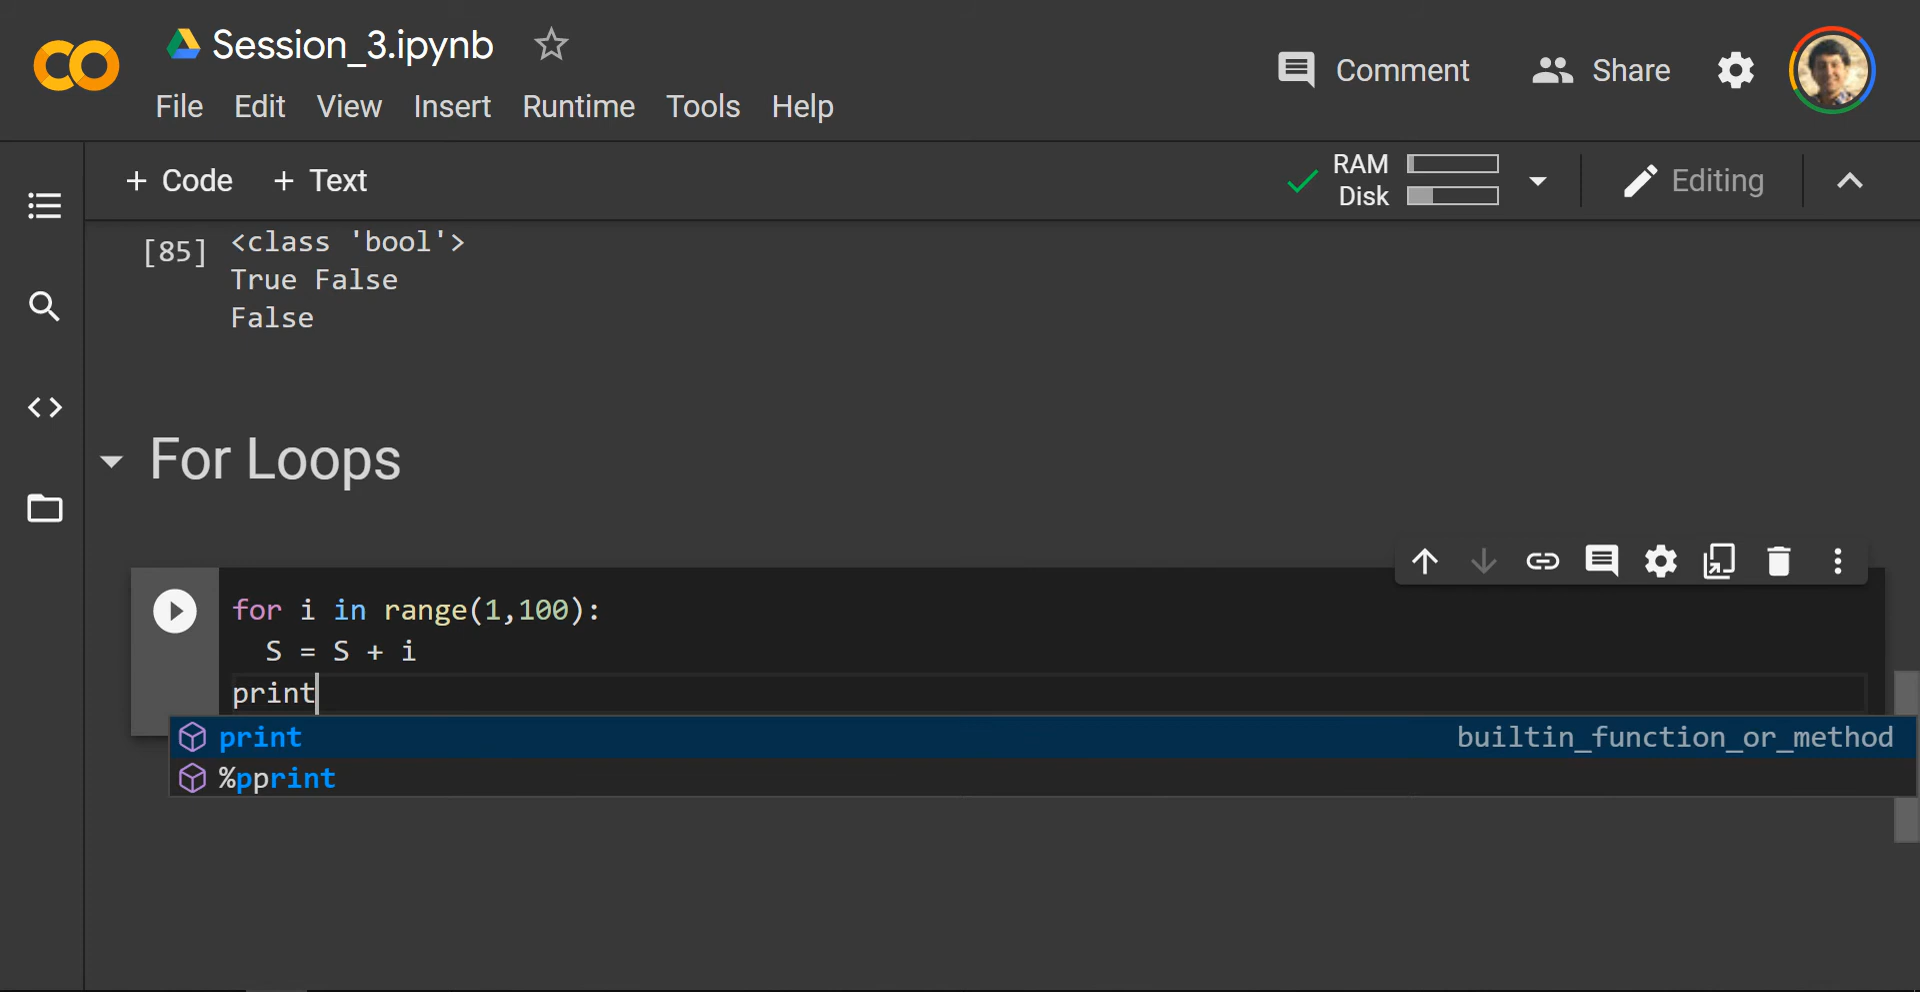 Session_3.ipynb
Comment
Share
File Edit View Insert Runtime Tools Help
+ Code + Text
RAM
Disk
Editing
[85] <class 'bool'>
True False
False
For Loops
for i in range(1,100):
S = S + i
print
print builtin_function_or_method
%pprint